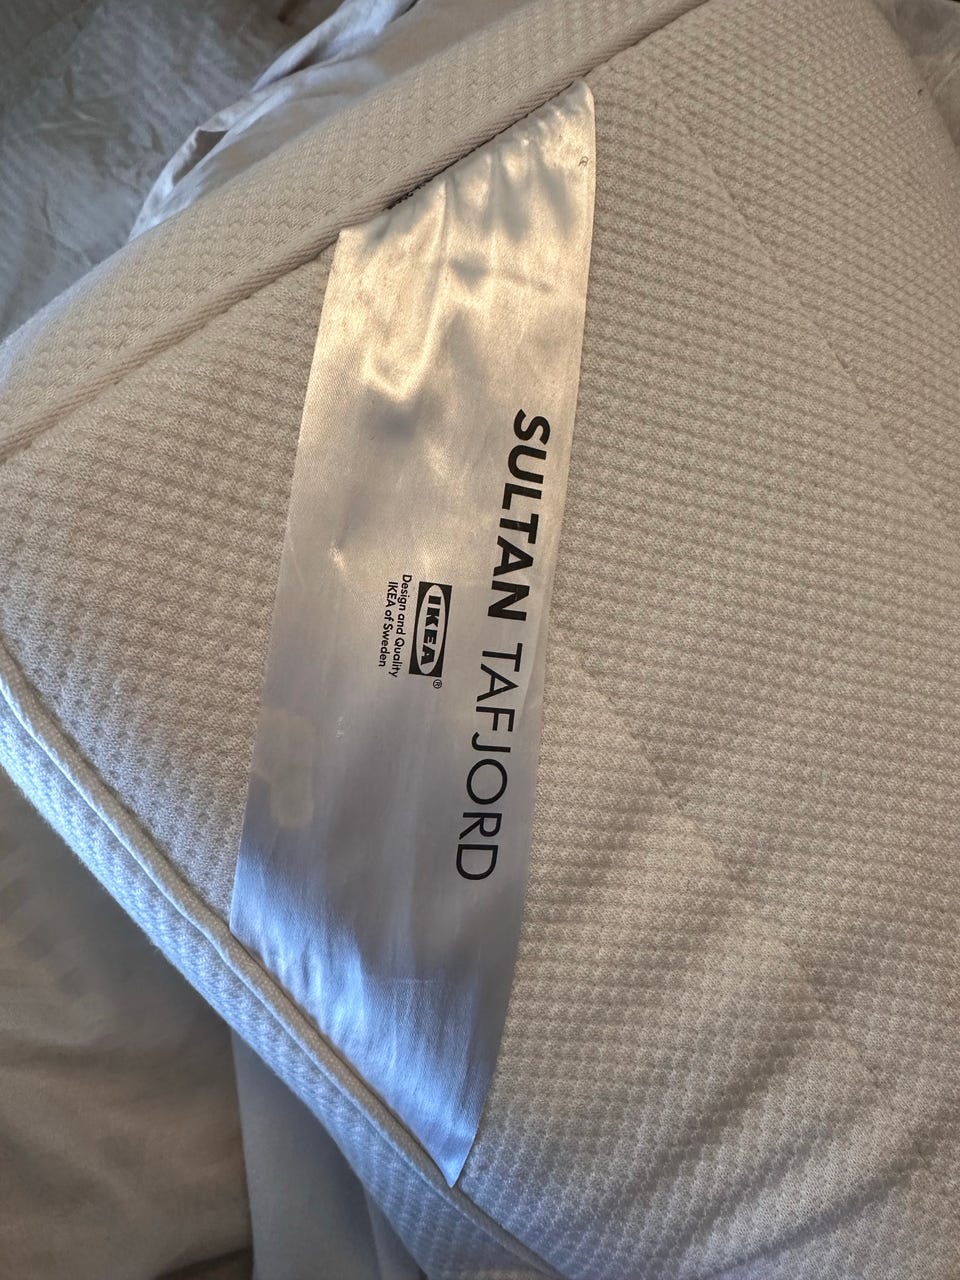 SULTAN TAFJORD
IKEA®
Design and Quality
IKEA of Sweden